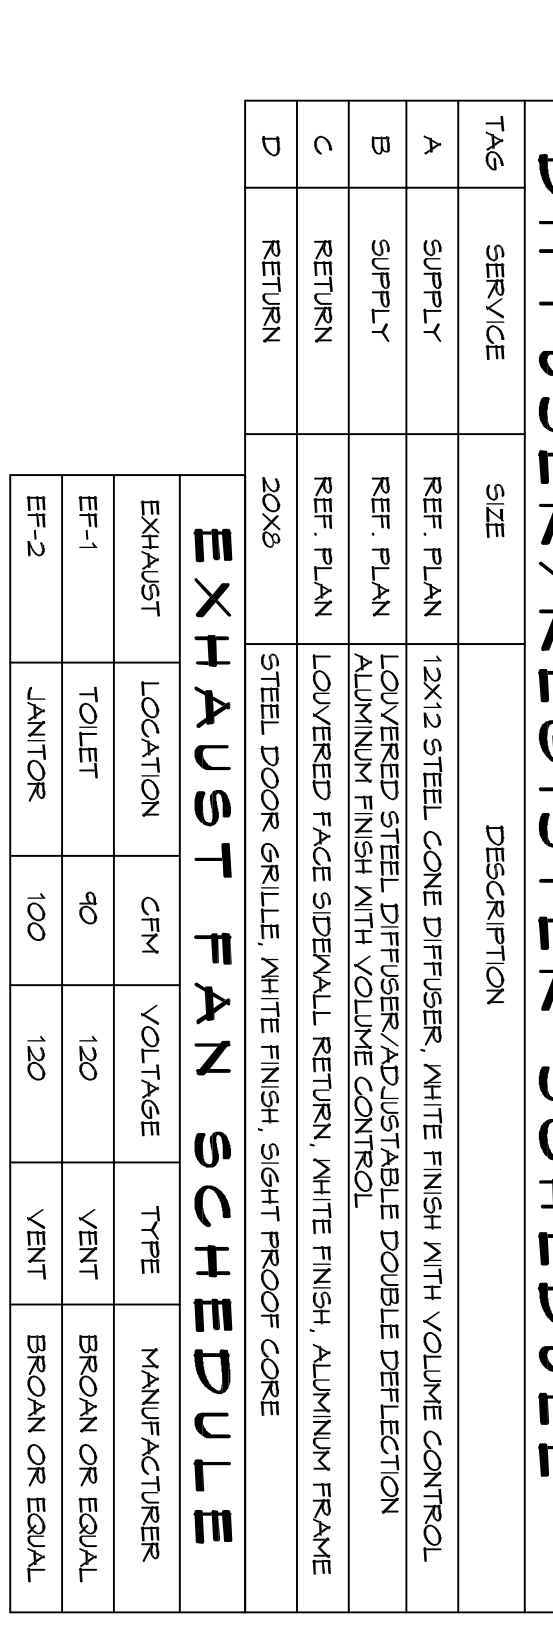 DIFFUSER/REGISTER SCHEDULE
TAG SERVICE SIZE DESCRIPTION
A SUPPLY REF. PLAN 12X12 STEEL CONE DIFFUSER, WHITE FINISH WITH VOLUME CONTROL
B SUPPLY REF. PLAN LOUVERED STEEL DIFFUSER/ADJUSTABLE DOUBLE DEFLECTION
ALUMINUM FINISH WITH VOLUME CONTROL
C RETURN REF. PLAN LOUVERED FACE SIDEWALL RETURN, WHITE FINISH, ALUMINUM FRAME
D RETURN 20X8 STEEL DOOR GRILLE, WHITE FINISH, SIGHT PROOF CORE
EXHAUST FAN SCHEDULE
EXHAUST LOCATION CFM VOLTAGE TYPE MANUFACTURER
EF-1 TOILET 90 120 VENT BROAN OR EQUAL
EF-2 JANITOR 100 120 VENT BROAN OR EQUAL